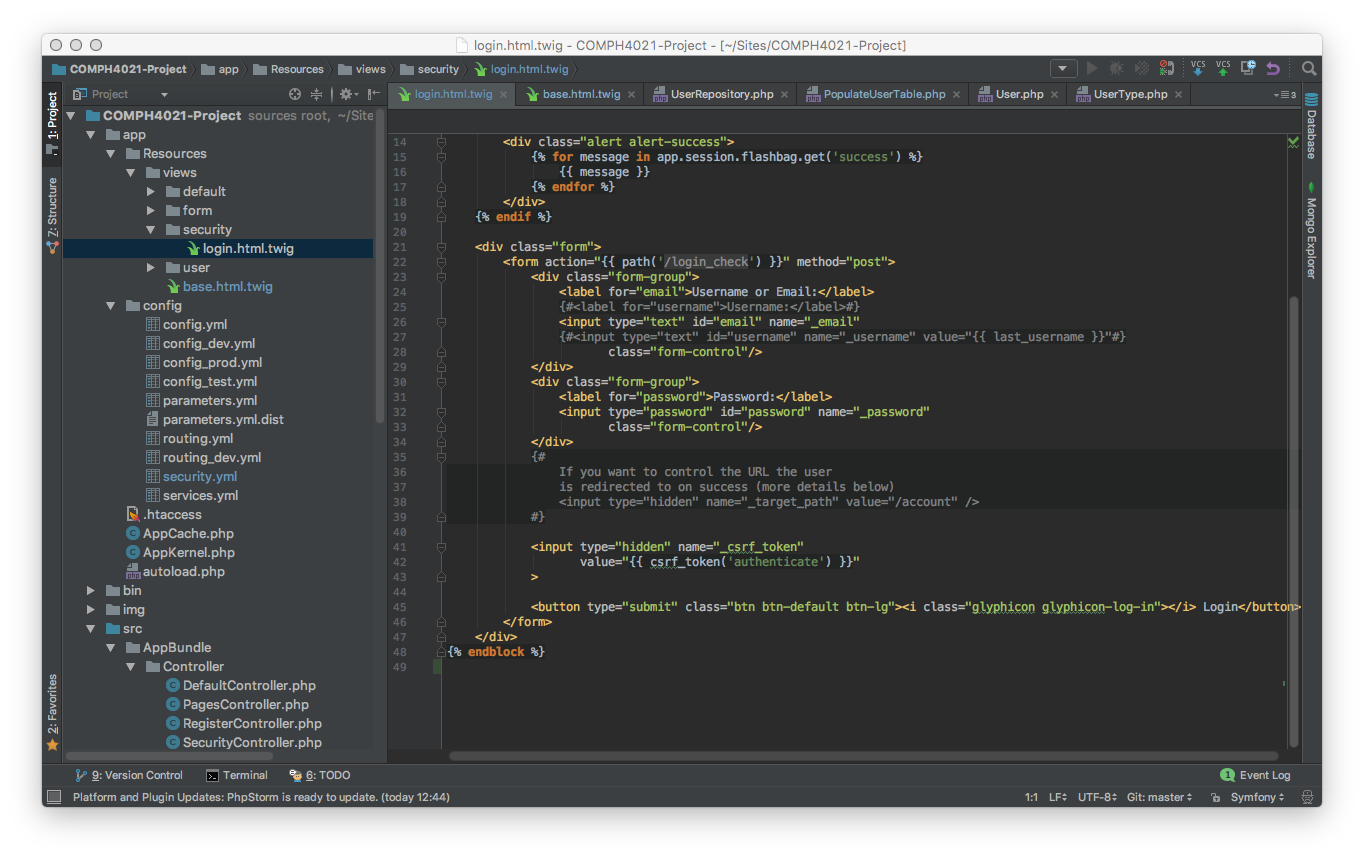 login.html.twig - COMPH4021-Project - [~/Sites/COMPH4021-Project]
COMPH4021-Project app Resources views security login.html.twig
VCS VCS
Project
login.html.twig base.html.twig UserRepository.php PopulateUserTable.php User.php UserType.php 3
1: Project
Z: Structure
2: Favorites
COMPH4021-Project sources root, ~/Site
app
Resources
views
default
form
security
login.html.twig
user
base.html.twig
config
config.yml
config_dev.yml
config_prod.yml
config_test.yml
parameters.yml
parameters.yml.dist
routing.yml
routing_dev.yml
security.yml
services.yml
.htaccess
AppCache.php
AppKernel.php
autoload.php
bin
img
src
AppBundle
Controller
DefaultController.php
PagesController.php
RegisterController.php
SecurityController.php
14 <div class="alert alert-success">
15 {% for message in app.session.flashbag.get('success') %}
16 {{ message }}
17 {% endfor %}
18 </div>
19 {% endif %}
20
21 <div class="form">
22 <form action="{{ path('/login_check') }}" method="post">
23 <div class="form-group">
24 <label for="email">Username or Email:</label>
25 {#<label for="username">Username:</label>#}
26 <input type="text" id="email" name="_email"
27 {#<input type="text" id="username" name="_username" value="{{ last_username }}"#}
28 class="form-control"/>
29 </div>
30 <div class="form-group">
31 <label for="password">Password:</label>
32 <input type="password" id="password" name="_password"
33 class="form-control"/>
34 </div>
35 {#
36 If you want to control the URL the user
37 is redirected to on success (more details below)
38 <input type="hidden" name="_target_path" value="/account" />
39 #}
40
41 <input type="hidden" name="_csrf_token"
42 value="{{ csrf_token('authenticate') }}"
43 >
44
45 <button type="submit" class="btn btn-default btn-lg"><i class="glyphicon glyphicon-log-in"></i> Login</button>
46 </form>
47 </div>
48 {% endblock %}
49
Database
Mongo Explorer
9: Version Control Terminal 6: TODO 1 Event Log
Platform and Plugin Updates: PhpStorm is ready to update. (today 12:44) 1:1 LF UTF-8 Git: master Symfony